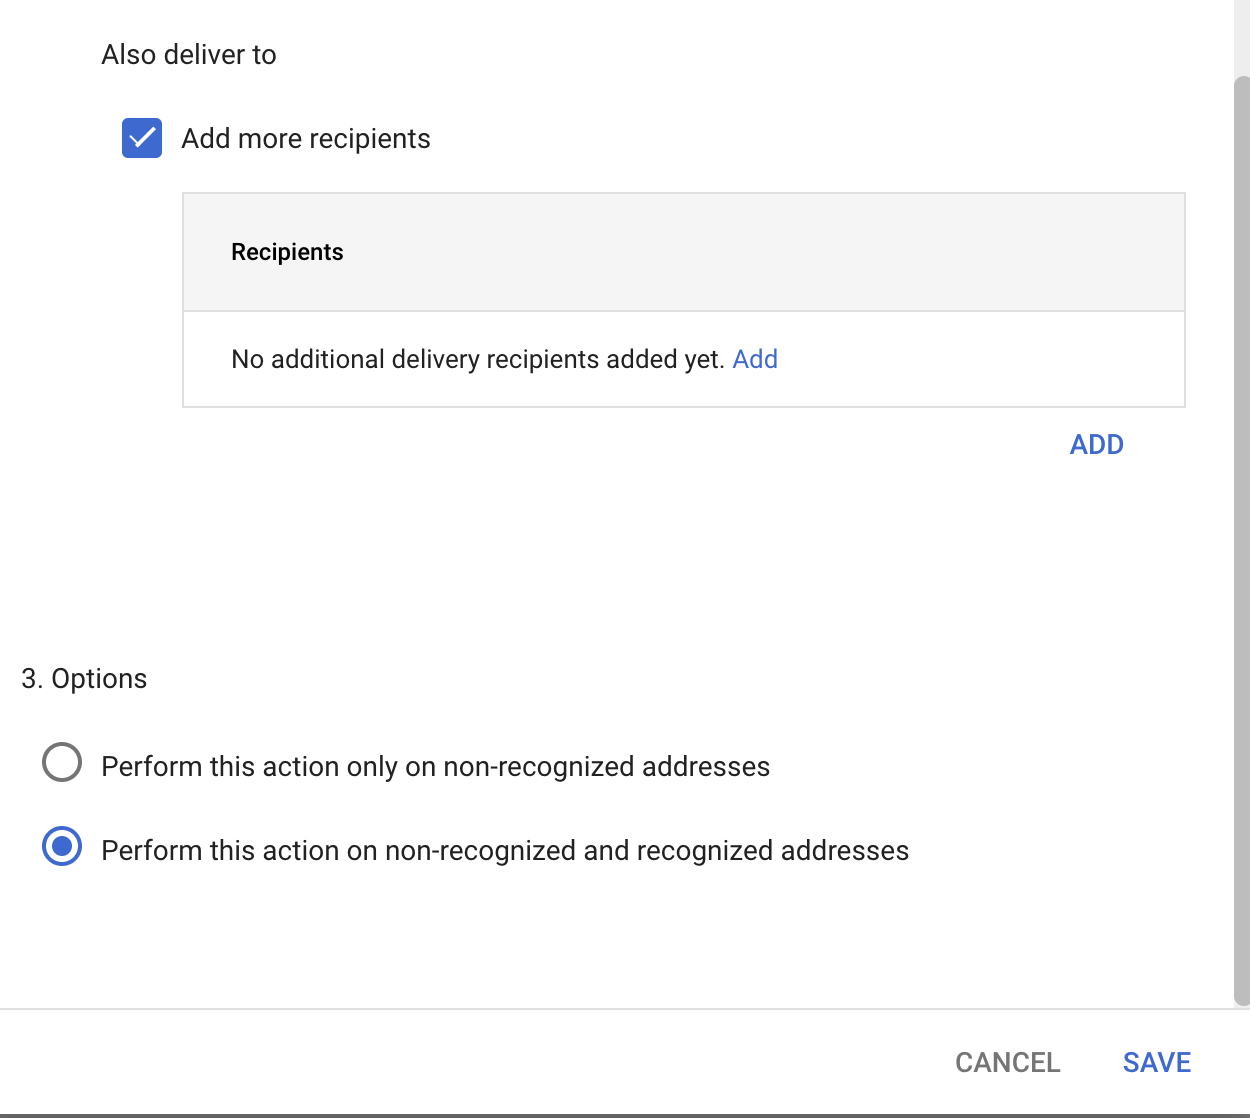 Also deliver to
Add more recipients
Recipients
No additional delivery recipients added yet. Add
ADD
3. Options
Perform this action only on non-recognized addresses
Perform this action on non-recognized and recognized addresses
CANCEL SAVE